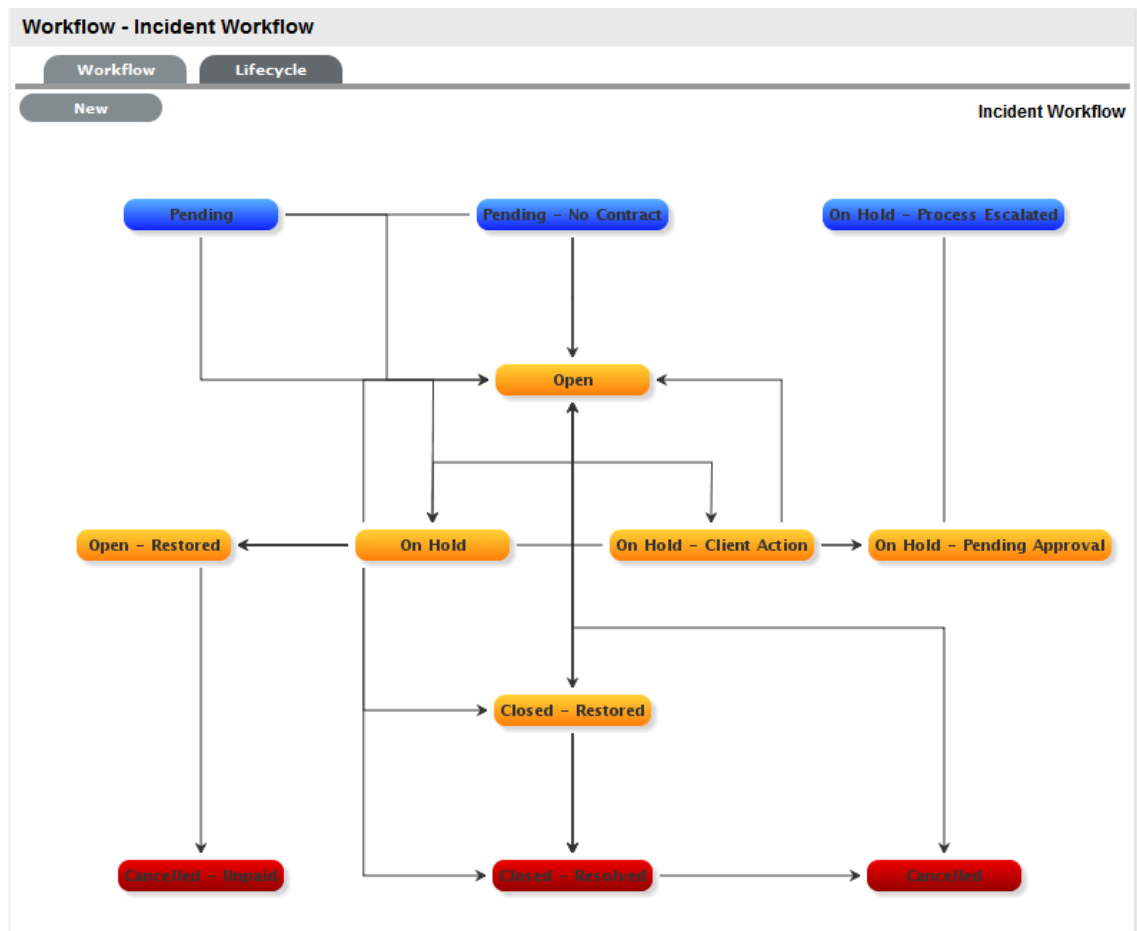 Workflow - Incident Workflow
Workflow
Lifecycle
New
Incident Workflow
Pending
Pending - No Contract
On Hold - Process Escalated
Open
Open - Restored
On Hold
On Hold - Client Action
On Hold - Pending Approval
Closed - Restored
Cancelled - Unpaid
Closed - Resolved
Cancelled